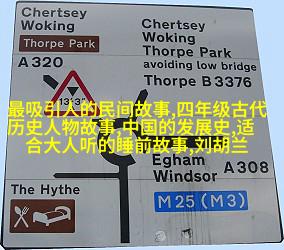 Chertsey
Woking
Thorpe Park
A320
Chertsey
Woking
Thorpe Park
avoiding low bridge
Thorpe B3376
最吸引人的民间故事,四年级古代
历史人物故事,中国的发展史,适
合大人听的睡前故事,刘胡兰
Egham
Windsor
A308
The Hythe
M25 (M3)